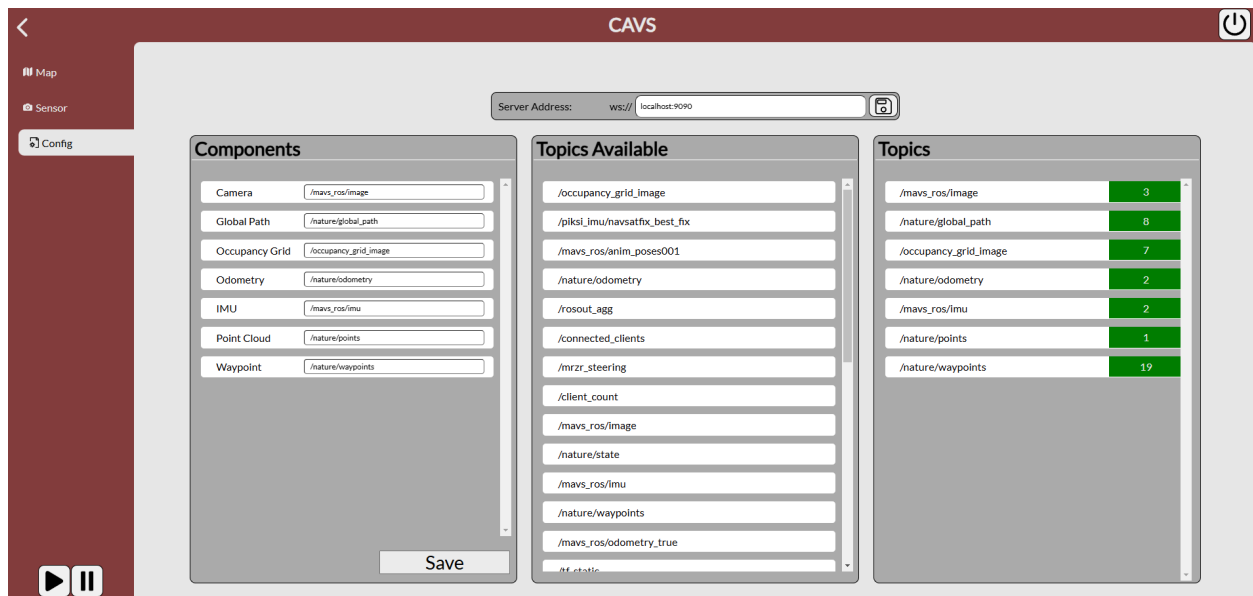 CAVS
Map
Sensor
Config
Server Address: ws:// localhost:9090
Components
Camera /mavs_ros/image
Global Path /nature/global_path
Occupancy Grid /occupancy_grid_image
Odometry /nature/odometry
IMU /mavs_ros/imu
Point Cloud /nature/points
Waypoint /nature/waypoints
Save
Topics Available
/occupancy_grid_image
/piksi_imu/navsatfix_best_fix
/mavs_ros/anim_poses001
/nature/odometry
/rosout_agg
/connected_clients
/mrzr_steering
/client_count
/mavs_ros/image
/nature/state
/mavs_ros/imu
/nature/waypoints
/mavs_ros/odometry_true
/tf_static
Topics
/mavs_ros/image 3
/nature/global_path 8
/occupancy_grid_image 7
/nature/odometry 2
/mavs_ros/imu 2
/nature/points 1
/nature/waypoints 19